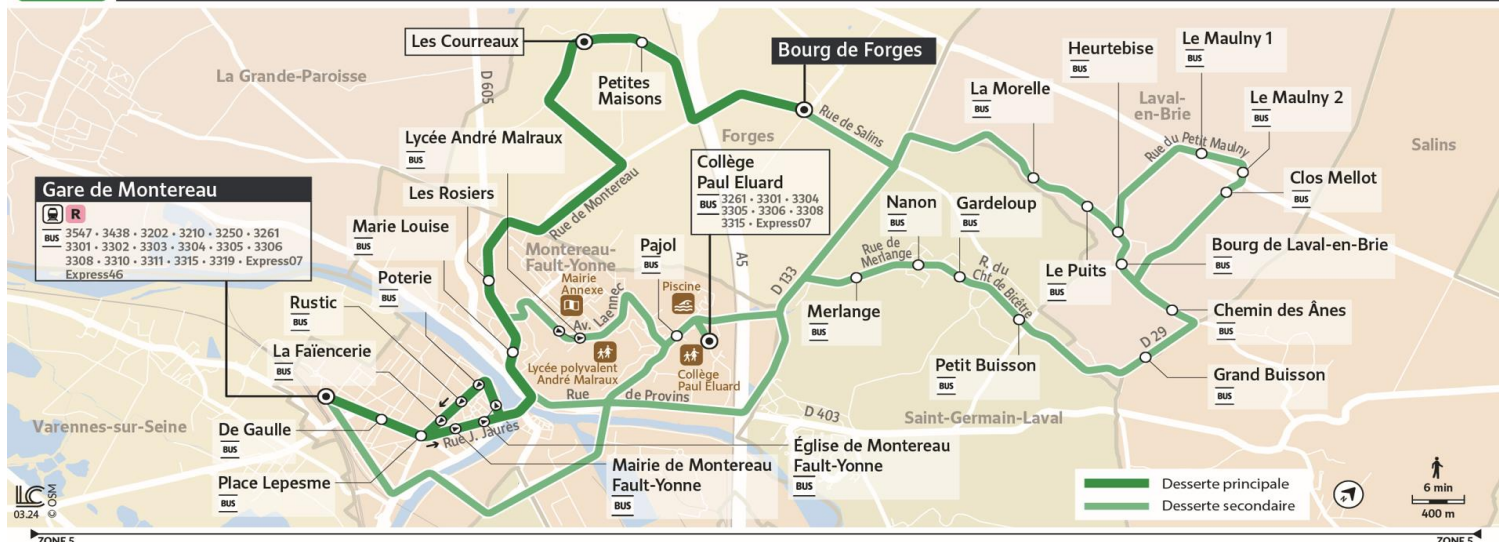 Les Courreaux
Petites
Maisons
Bourg de Forges
La Grande-Paroisse
D 605
Forges
Rue de Salins
Heurtebise
BUS
Le Maulny 1
BUS
La Morelle
BUS
Laval-
en-Brie
Le Maulny 2
BUS
Rue du Petit Maulny
Salins
Clos Mellot
BUS
Lycée André Malraux
BUS
Les Rosiers
Marie Louise
BUS
Rue de Montereau
Montereau-
Fault-Yonne
Mairie
Annexe
Av. Laennec
Pajol
BUS
Piscine
Collège
Paul Eluard
BUS 3261 • 3301 • 3304
3305 • 3306 • 3308
3315 • Express07
A5
D 133
Nanon
BUS
Gardeloup
BUS
Rue de
Merlange
R. du
Cht de Bicêtre
Le Puits
BUS
Bourg de Laval-en-Brie
BUS
Merlange
BUS
Petit Buisson
BUS
Chemin des Ânes
BUS
D 29
Grand Buisson
BUS
Gare de Montereau
R
BUS 3547 • 3438 • 3202 • 3210 • 3250 • 3261
3301 • 3302 • 3303 • 3304 • 3305 • 3306
3308 • 3310 • 3311 • 3315 • 3319 • Express07
Express46
Poterie
BUS
Rustic
BUS
La Faïencerie
BUS
Lycée polyvalent
André Malraux
Collège
Paul Eluard
Rue de Provins
D 403
Saint-Germain-Laval
Varennes-sur-Seine
De Gaulle
BUS
Rue J. Jaurès
Place Lepesme
BUS
Mairie de Montereau
Fault-Yonne
BUS
Église de Montereau
Fault-Yonne
BUS
Desserte principale
Desserte secondaire
6 min
400 m
LC
03.24
© OSM
ZONE 5
ZONE 5